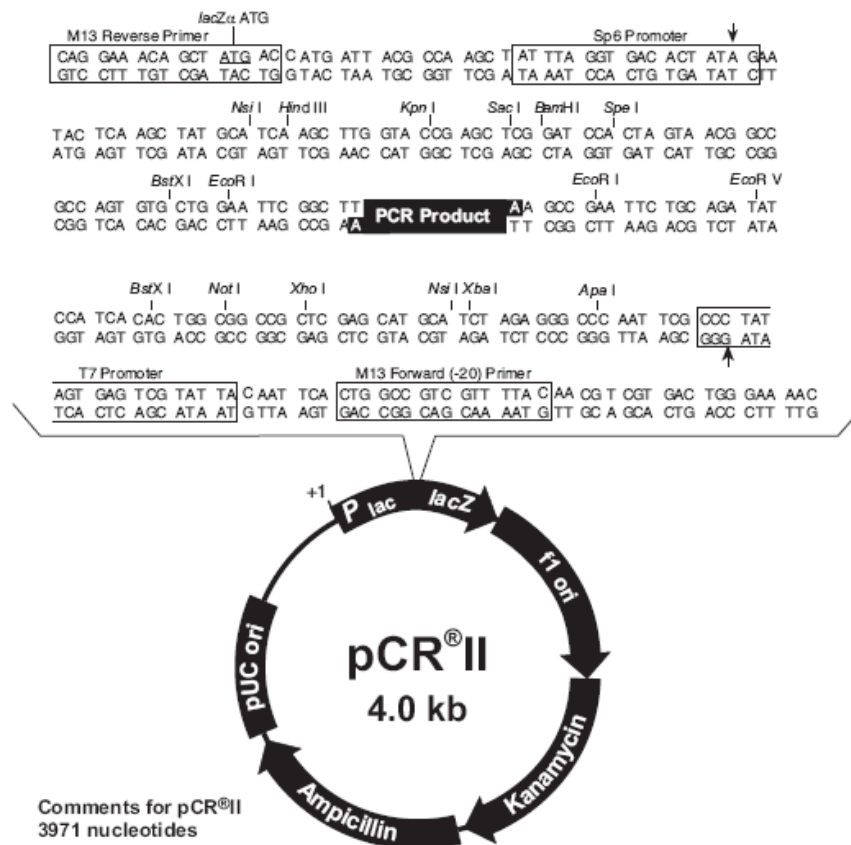 lacZα ATG
M13 Reverse Primer Sp6 Promoter
CAG GAA ACA GCT ATG AC C ATG ATT ACG CCA AGC T AT TTA GGT GAC ACT ATA GAA
GTC CTT TGT CGA TAC TG G TAC TAA TGC GGT TCG A TA AAT CCA CTG TGA TAT CTT
Nsi I Hind III Kpn I Sac I BamH I Spe I
TAC TCA AGC TAT GCA TCA AGC TTG GTA CCG AGC TCG GAT CCA CTA GTA ACG GCC
ATG AGT TCG ATA CGT AGT TCG AAC CAT GGC TCG AGC CTA GGT GAT CAT TGC CGG
BstX I EcoR I EcoR I EcoR V
GCC AGT GTG CTG GAA TTC GGC TT PCR Product A A GCC GAA TTC TGC AGA TAT
CGG TCA CAC GAC CTT AAG CCG A A T T CGG CTT AAG ACG TCT ATA
BstX I Not I Xho I Nsi I Xba I Apa I
CCA TCA CAC TGG CGG CCG CTC GAG CAT GCA TCT AGA GGG CCC AAT TCG CCC TAT
GGT AGT GTG ACC GCC GGC GAG CTC GTA CGT AGA TCT CCC GGG TTA AGC GGG ATA
T7 Promoter M13 Forward (-20) Primer
AGT GAG TCG TAT TA C AAT TCA CTG GCC GTC GTT TTA C AA CGT CGT GAC TGG GAA AAC
TCA CTC AGC ATA AT G TTA AGT GAC CGG CAG CAA AAT G TT GCA GCA CTG ACC CTT TTG
+1 P lac lacZ
f1 ori
pUC ori
pCR®II
4.0 kb
Kanamycin
Ampicillin
Comments for pCR®II
3971 nucleotides